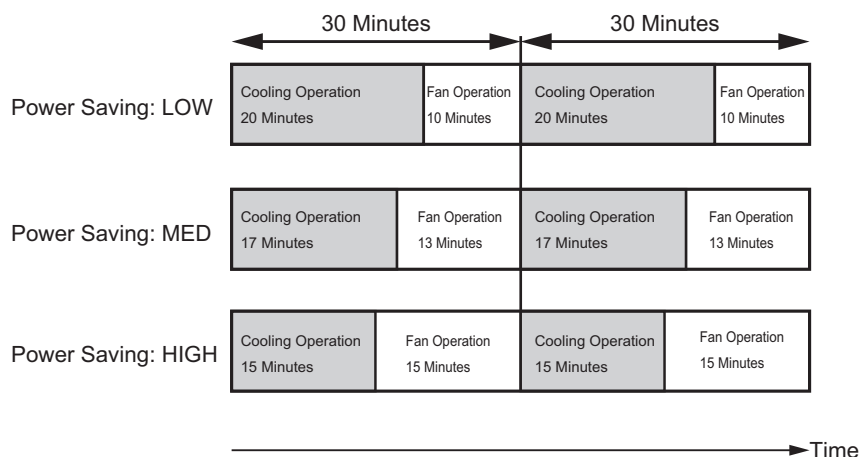 30 Minutes 30 Minutes
Power Saving: LOW
Cooling Operation
20 Minutes
Fan Operation
10 Minutes
Cooling Operation
20 Minutes
Fan Operation
10 Minutes
Power Saving: MED
Cooling Operation
17 Minutes
Fan Operation
13 Minutes
Cooling Operation
17 Minutes
Fan Operation
13 Minutes
Power Saving: HIGH
Cooling Operation
15 Minutes
Fan Operation
15 Minutes
Cooling Operation
15 Minutes
Fan Operation
15 Minutes
Time